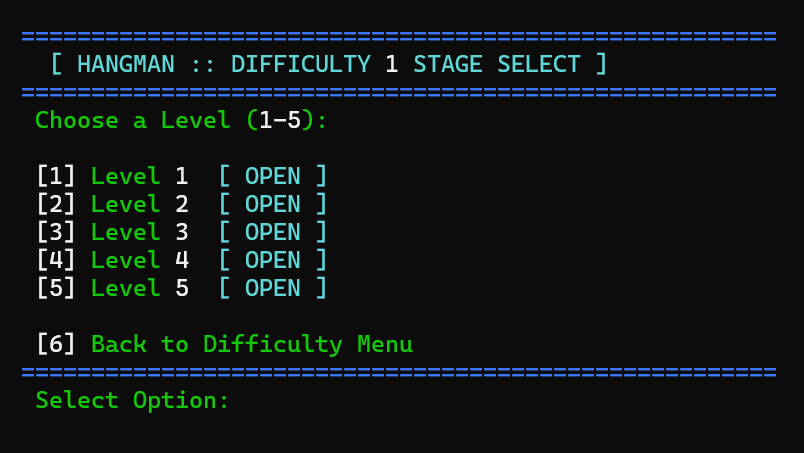 ======================================================
[ HANGMAN :: DIFFICULTY 1 STAGE SELECT ]
======================================================
Choose a Level (1-5):
[1] Level 1 [ OPEN ]
[2] Level 2 [ OPEN ]
[3] Level 3 [ OPEN ]
[4] Level 4 [ OPEN ]
[5] Level 5 [ OPEN ]
[6] Back to Difficulty Menu
======================================================
Select Option: